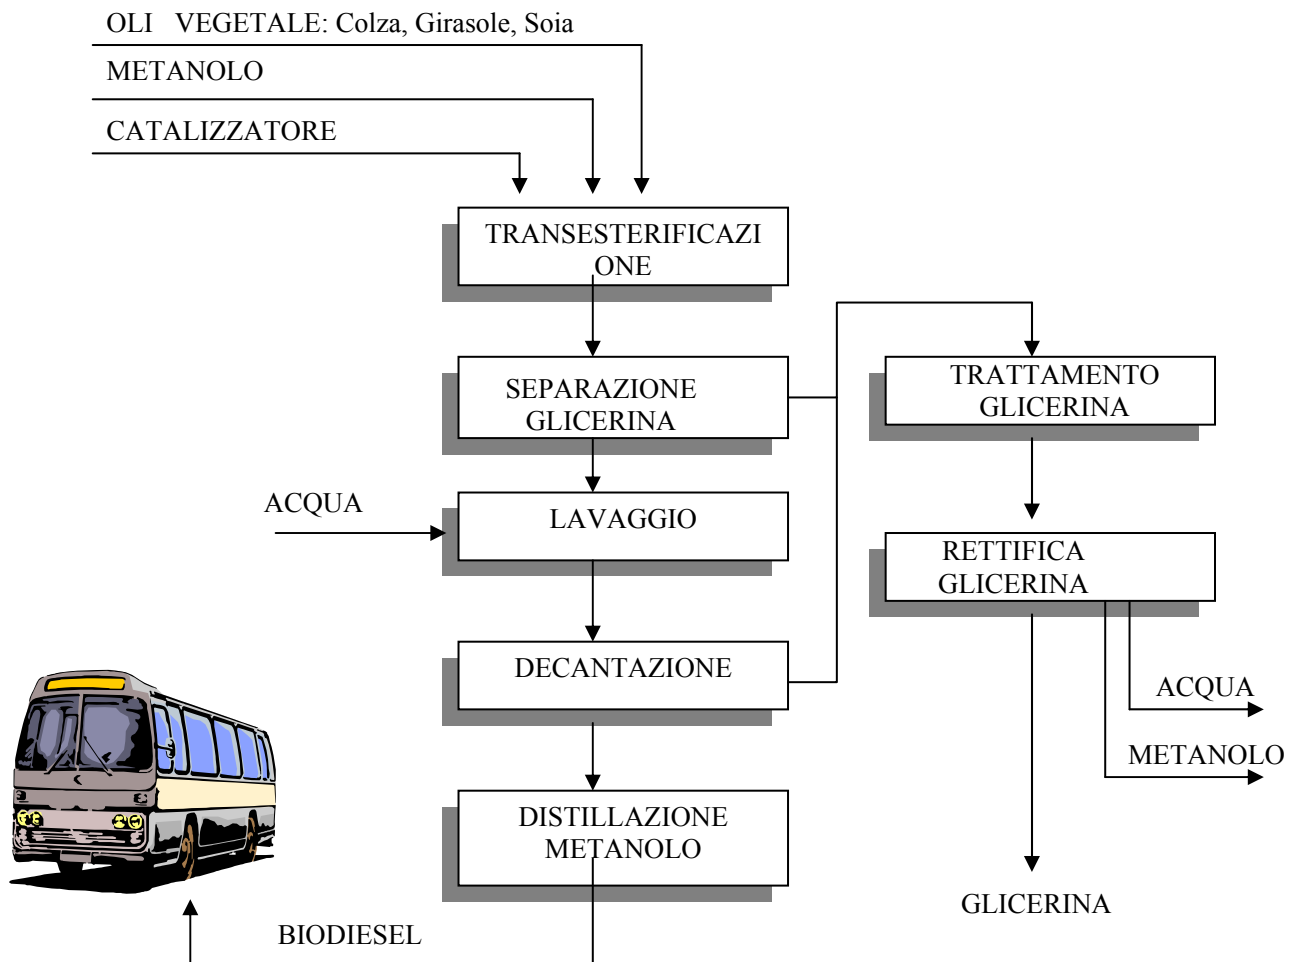 OLI VEGETALE: Colza, Girasole, Soia
METANOLO
CATALIZZATORE
TRANSESTERIFICAZI
ONE
SEPARAZIONE
GLICERINA
TRATTAMENTO
GLICERINA
ACQUA
LAVAGGIO
RETTIFICA
GLICERINA
DECANTAZIONE
ACQUA
METANOLO
DISTILLAZIONE
METANOLO
GLICERINA
BIODIESEL